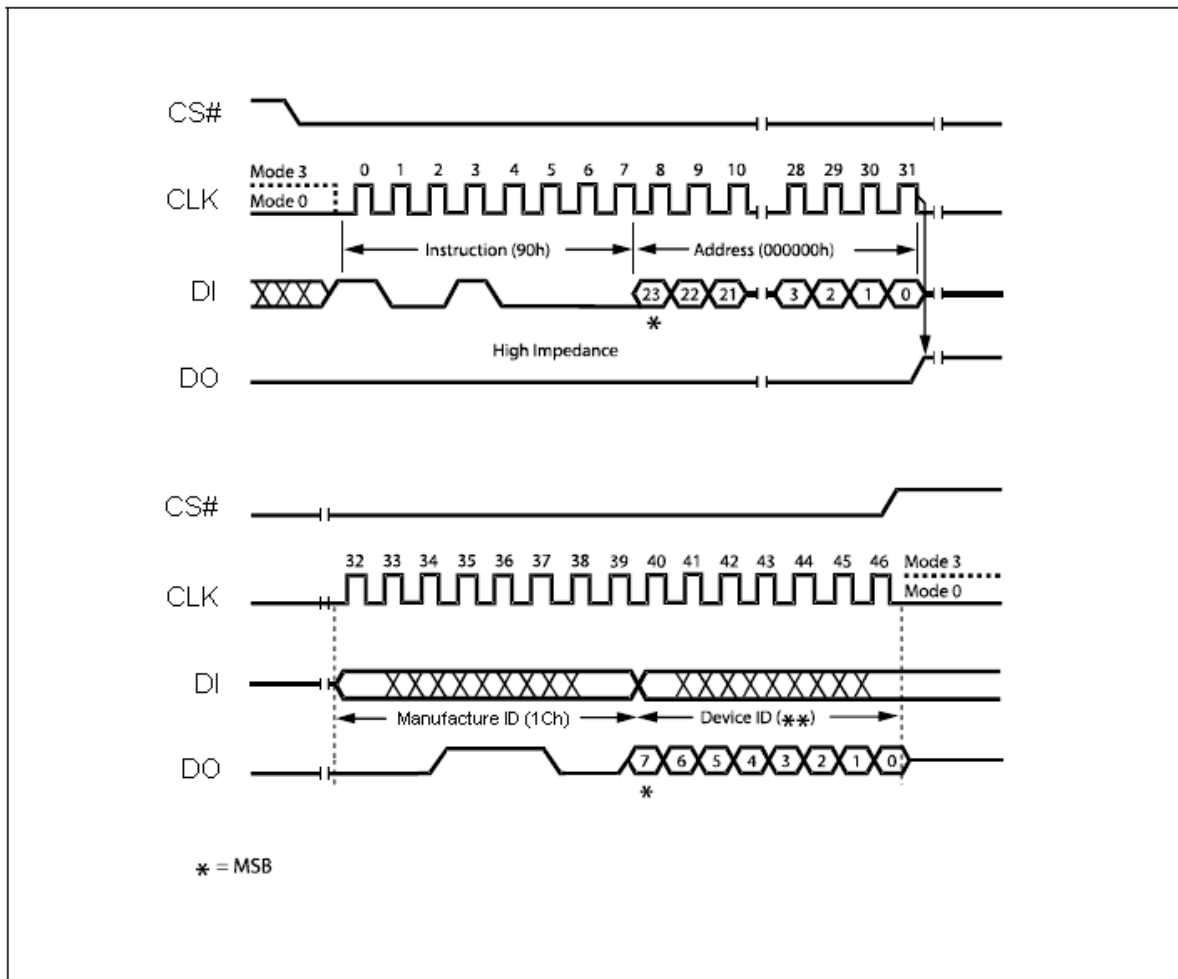 CS#
Mode 3
0 1 2 3 4 5 6 7 8 9 10 28 29 30 31
CLK
Mode 0
Instruction (90h) Address (000000h)
DI
23 22 21 3 2 1 0
*
High Impedance
DO
CS#
32 33 34 35 36 37 38 39 40 41 42 43 44 45 46
Mode 3
CLK
Mode 0
DI
Manufacture ID (1Ch) Device ID (**)
DO
7 6 5 4 3 2 1 0
*
* = MSB